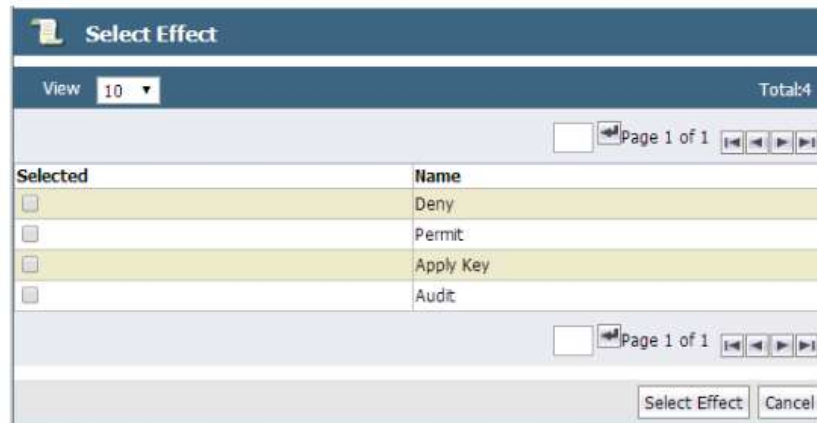 Select Effect
View 10 Total:4
Page 1 of 1
Selected Name
Deny
Permit
Apply Key
Audit
Page 1 of 1
Select Effect Cancel